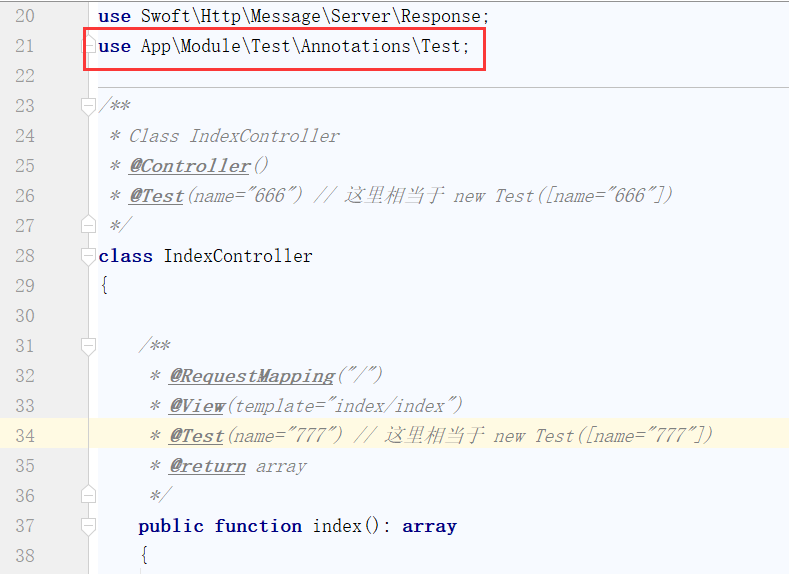 20 use Swoft\Http\Message\Server\Response;
21 use App\Module\Test\Annotations\Test;
22
23 /**
24 * Class IndexController
25 * @Controller()
26 * @Test(name="666") // 这里相当于 new Test([name="666"])
27 */
28 class IndexController
29 {
30
31 /**
32 * @RequestMapping("/")
33 * @View(template="index/index")
34 * @Test(name="777") // 这里相当于 new Test([name="777"])
35 * @return array
36 */
37 public function index(): array
38 {